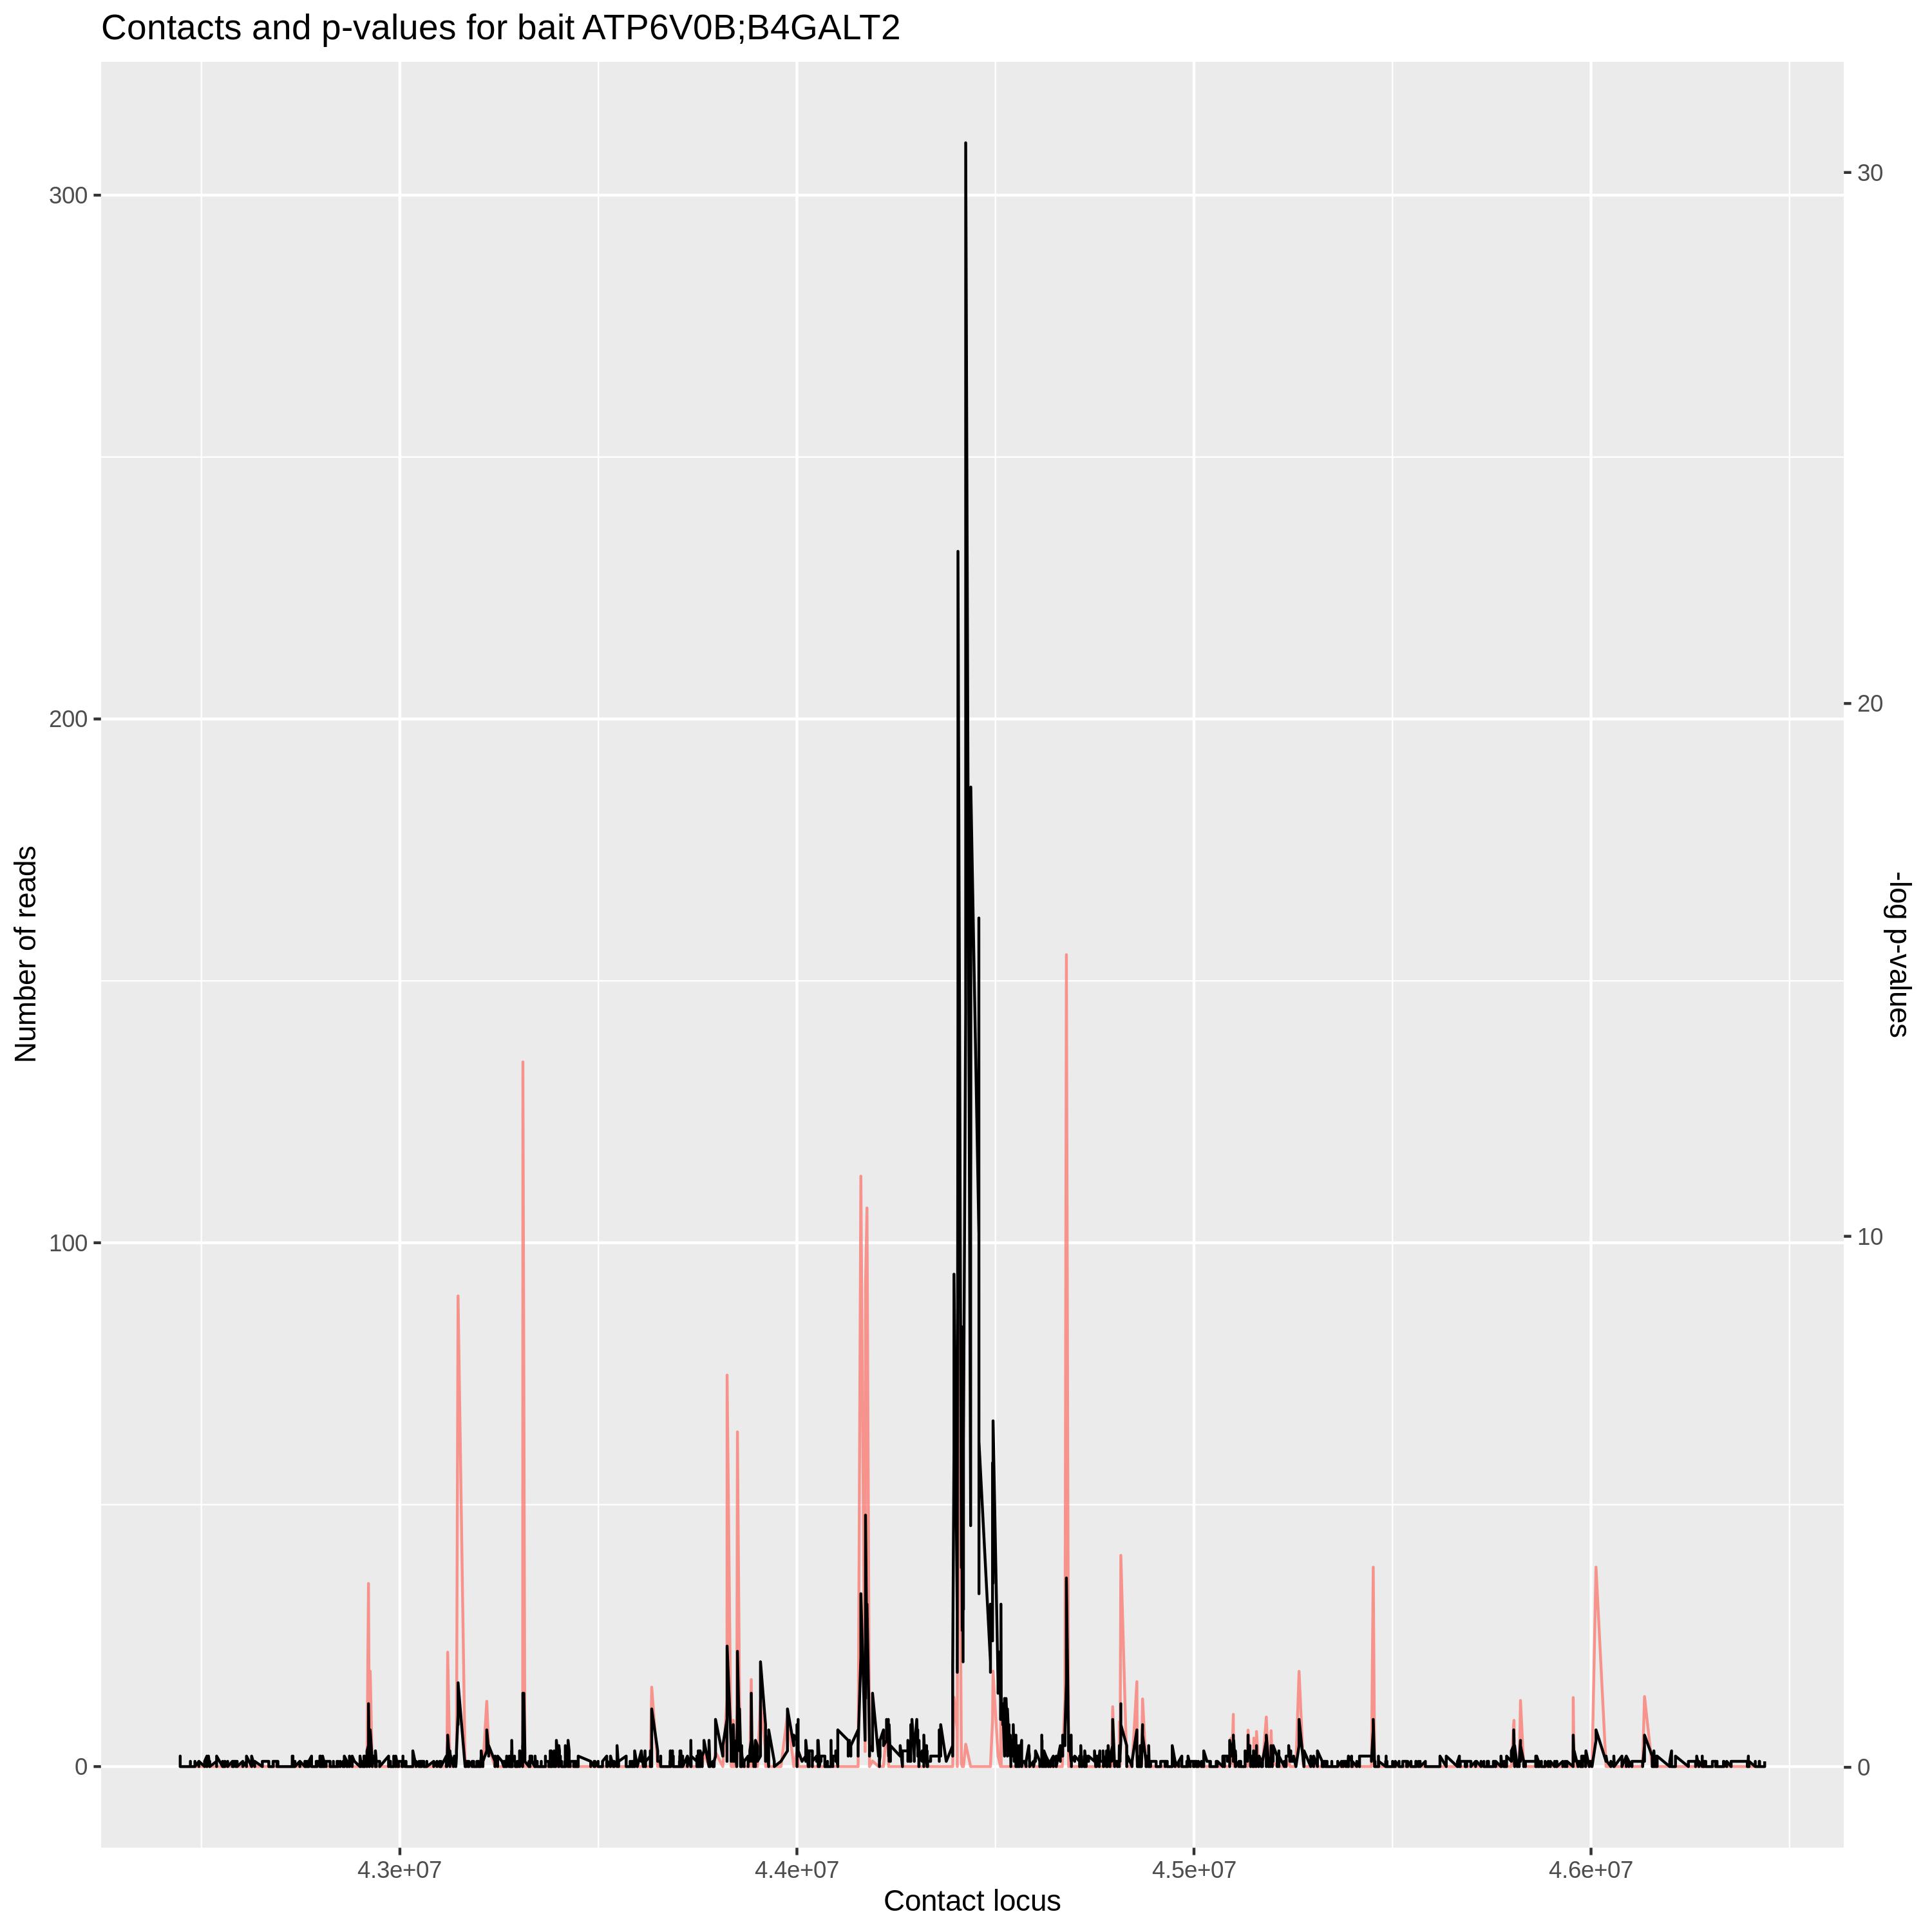 Contacts and p-values for bait ATP6V0B;B4GALT2
300
200
100
0
30
20
10
0
Number of reads
-log p-values
4.3e+07
4.4e+07
4.5e+07
4.6e+07
Contact locus